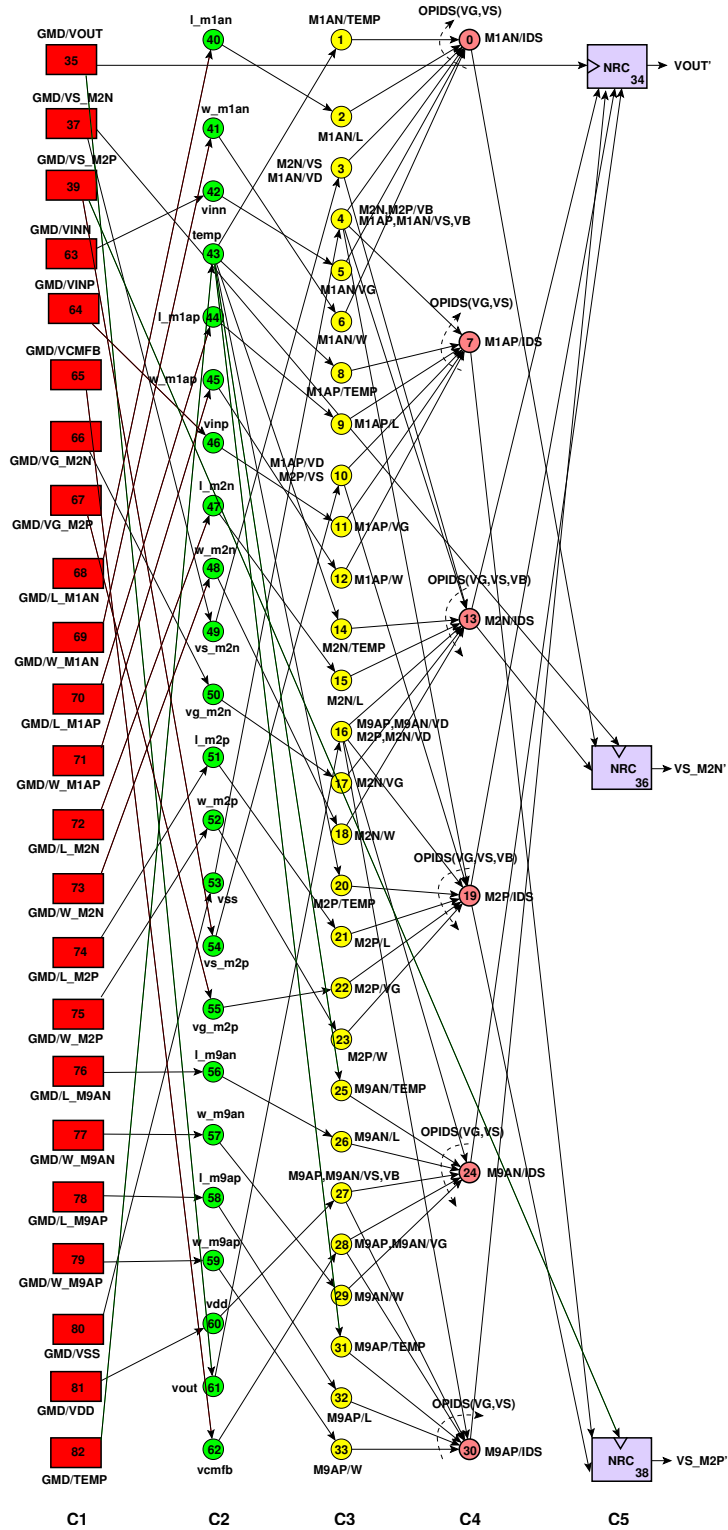 GMD/VOUT
35
GMD/VS_M2N
37
GMD/VS_M2P
39
GMD/VINN
63
GMD/VINP
64
GMD/VCMFB
65
66
GMD/VG_M2N
67
GMD/VG_M2P
68
GMD/L_M1AN
69
GMD/W_M1AN
70
GMD/L_M1AP
71
GMD/W_M1AP
72
GMD/L_M2N
73
GMD/W_M2N
74
GMD/L_M2P
75
GMD/W_M2P
76
GMD/L_M9AN
77
GMD/W_M9AN
78
GMD/L_M9AP
79
GMD/W_M9AP
80
GMD/VSS
81
GMD/VDD
82
GMD/TEMP
C1
l_m1an
40
w_m1an
41
42
vinn
temp
43
l_m1ap 44
w_m1ap 45
vinp
46
l_m2n
47
w_m2n
48
49
vs_m2n
50
vg_m2n
l_m2p
51
w_m2p
52
53
vss
54
vs_m2p
55
vg_m2p
l_m9an
56
w_m9an
57
l_m9ap
58
w_m9ap
59
vdd
60
vout 61
62
vcmfb
C2
M1AN/TEMP
1
2
M1AN/L
M2N/VS
M1AN/VD
3
M2N,M2P/VB
4 M1AP,M1AN/VS,VB
5
M1AN/VG
6
M1AN/W
8
M1AP/TEMP
9 M1AP/L
M1AP/VD
M2P/VS
10
11 M1AP/VG
12 M1AP/W
14
M2N/TEMP
15
M2N/L
M9AP,M9AN/VD
16 M2P,M2N/VD
17 M2N/VG
18 M2N/W
20
M2P/TEMP
21 M2P/L
22 M2P/VG
23
M2P/W
25 M9AN/TEMP
26 M9AN/L
M9AP,M9AN/VS,VB
27
28 M9AP,M9AN/VG
29 M9AN/W
31 M9AP/TEMP
32
M9AP/L
33
M9AP/W
C3
OPIDS(VG,VS)
0 M1AN/IDS
OPIDS(VG,VS)
7 M1AP/IDS
OPIDS(VG,VS,VB)
13 M2N/IDS
OPIDS(VG,VS,VB)
19 M2P/IDS
OPIDS(VG,VS)
24 M9AN/IDS
OPIDS(VG,VS)
30 M9AP/IDS
C4
NRC
34
VOUT'
NRC
36
VS_M2N'
NRC
38
VS_M2P'
C5